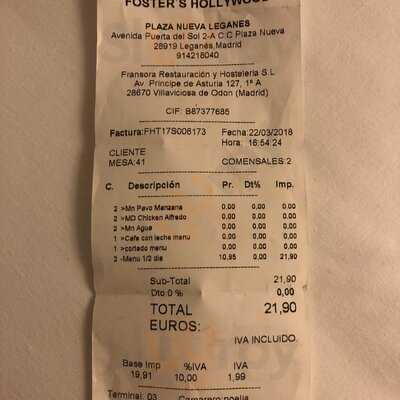 FOSTER'S HOLLYWOOD
PLAZA NUEVA LEGANES
Avenida Puerta del Sol 2-A C C Plaza Nueva
28919 Leganés,Madrid
914218040
Fransora Restauración y Hosteleria S.L
Av. Principe de Asturia 127, 1º A
28670 Villaviciosa de Odon (Madrid)
CIF: B87377685
Factura:FHT17S006173 Fecha:22/03/2018
Hora: 16:54:24
CLIENTE
MESA:41 COMENSALES:2
C. Descripción Pr. Dt% Imp.
2 >Mn Pavo Manzana 0,00 0,00 0,00
2 >MD Chicken Alfredo 0,00 0,00 0,00
2 >Mn Agua 0,00 0,00 0,00
1 >Cafe con leche menu 0,00 0,00 0,00
1 >cortado menu 0,00 0,00 0,00
2 -Menu 1/2 dia 10,95 0,00 21,90
Sub-Total 21,90
Dto 0 % 0,00
TOTAL 21,90
EUROS:
IVA INCLUIDO
Base Imp %IVA IVA
19,91 10,00 1,99
Terminal 03 Camarero noelia